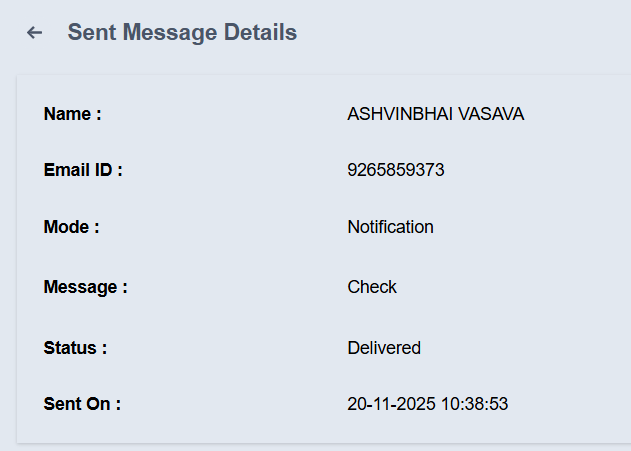 Sent Message Details
Name : ASHVINBHAI VASAVA
Email ID : 9265859373
Mode : Notification
Message : Check
Status : Delivered
Sent On : 20-11-2025 10:38:53